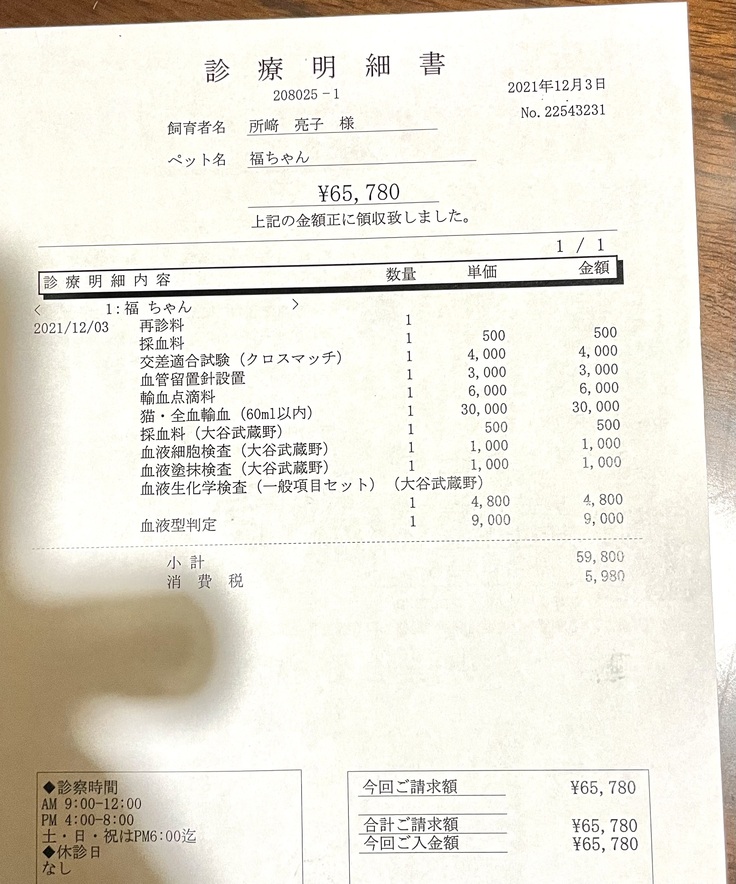 診療明細書
208025-1
2021年12月3日
No.22543231
飼育者名 所﨑 亮子 様
ペット名 福ちゃん
¥65,780
上記の金額正に領収致しました。
1 / 1
診療明細内容 数量 単価 金額
< 1:福 ちゃん >
2021/12/03 再診料 1
採血料 1 500 500
交差適合試験（クロスマッチ） 1 4,000 4,000
血管留置針設置 1 3,000 3,000
輸血点滴料 1 6,000 6,000
猫・全血輸血（60ml以内） 1 30,000 30,000
採血料（大谷武蔵野） 1 500 500
血液細胞検査（大谷武蔵野） 1 1,000 1,000
血液塗抹検査（大谷武蔵野） 1 1,000 1,000
血液生化学検査（一般項目セット）（大谷武蔵野）
1 4,800 4,800
血液型判定 1 9,000 9,000
小計 59,800
消費税 5,980
◆診察時間
AM 9:00-12:00
PM 4:00-8:00
土・日・祝はPM6:00迄
◆休診日
なし
今回ご請求額 ¥65,780
合計ご請求額 ¥65,780
今回ご入金額 ¥65,780